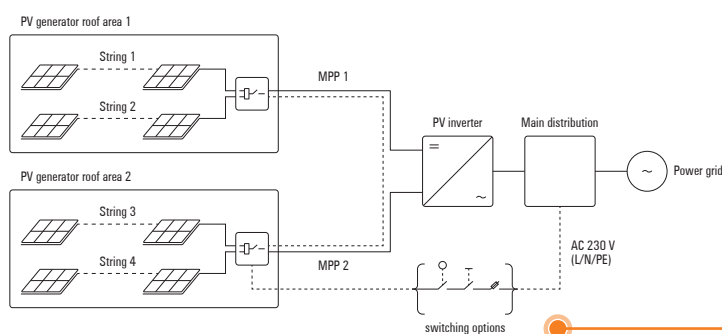 PV generator roof area 1
String 1
String 2
MPP 1
PV inverter
Main distribution
=
~
~
Power grid
PV generator roof area 2
String 3
String 4
MPP 2
AC 230 V
(L/N/PE)
switching options